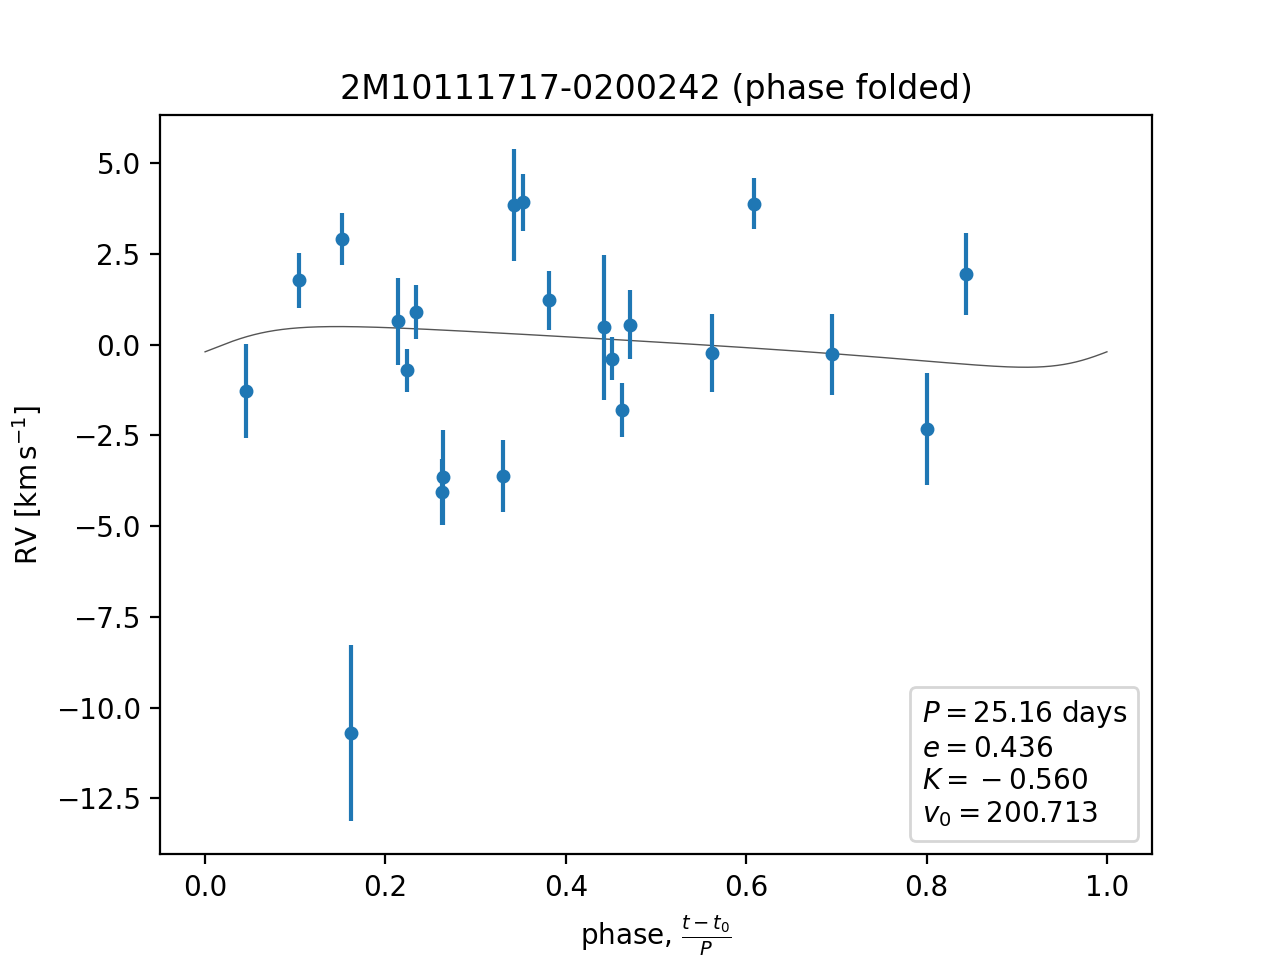 2M10111717-0200242 (phase folded)
5.0
2.5
0.0
−2.5
−5.0
−7.5
−10.0
−12.5
RV [km s⁻¹]
P = 25.16 days
e = 0.436
K = − 0.560
v₀ = 200.713
0.0 0.2 0.4 0.6 0.8 1.0
phase, (t − t₀)/P